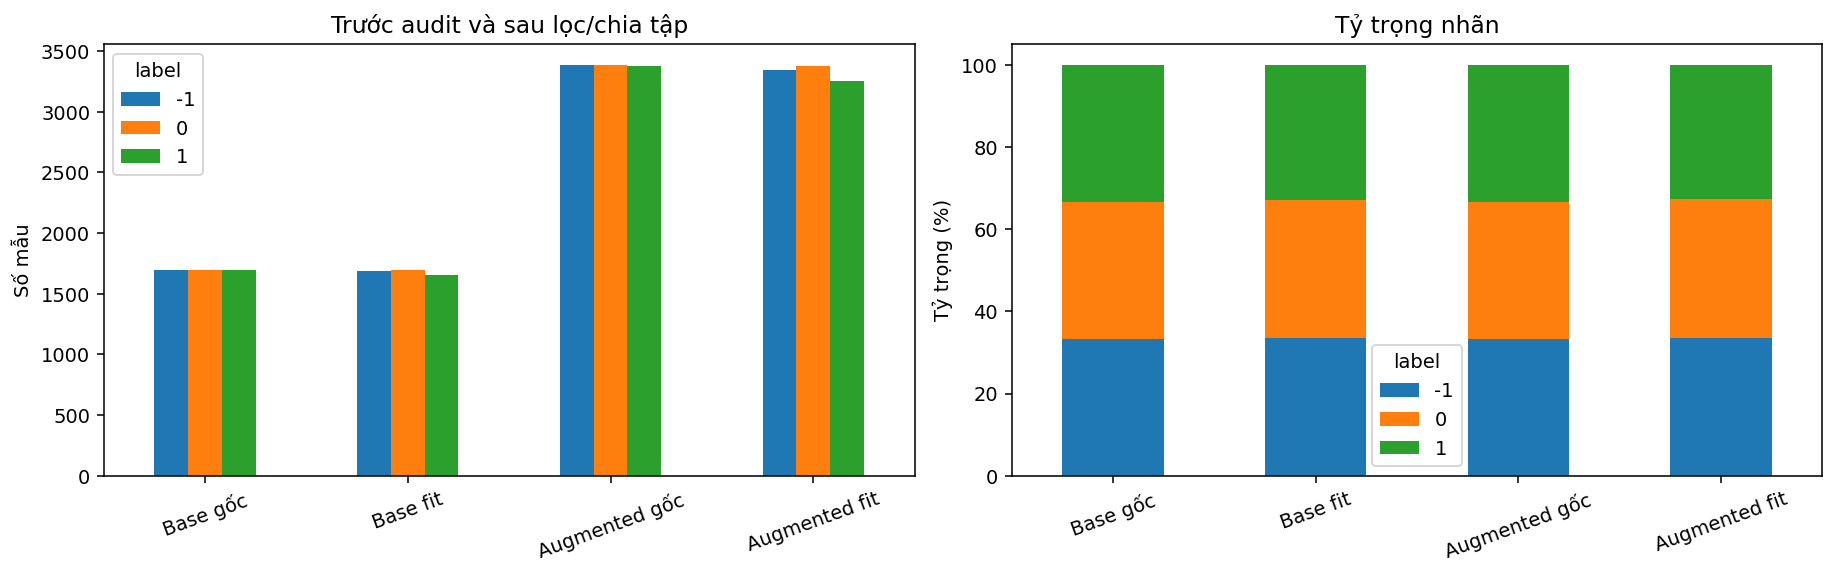 Trước audit và sau lọc/chia tập
Số mẫu
3500
3000
2500
2000
1500
1000
500
0
label
-1
0
1
Base gốc
Base fit
Augmented gốc
Augmented fit
Tỷ trọng nhãn
Tỷ trọng (%)
100
80
60
40
20
0
label
-1
0
1
Base gốc
Base fit
Augmented gốc
Augmented fit